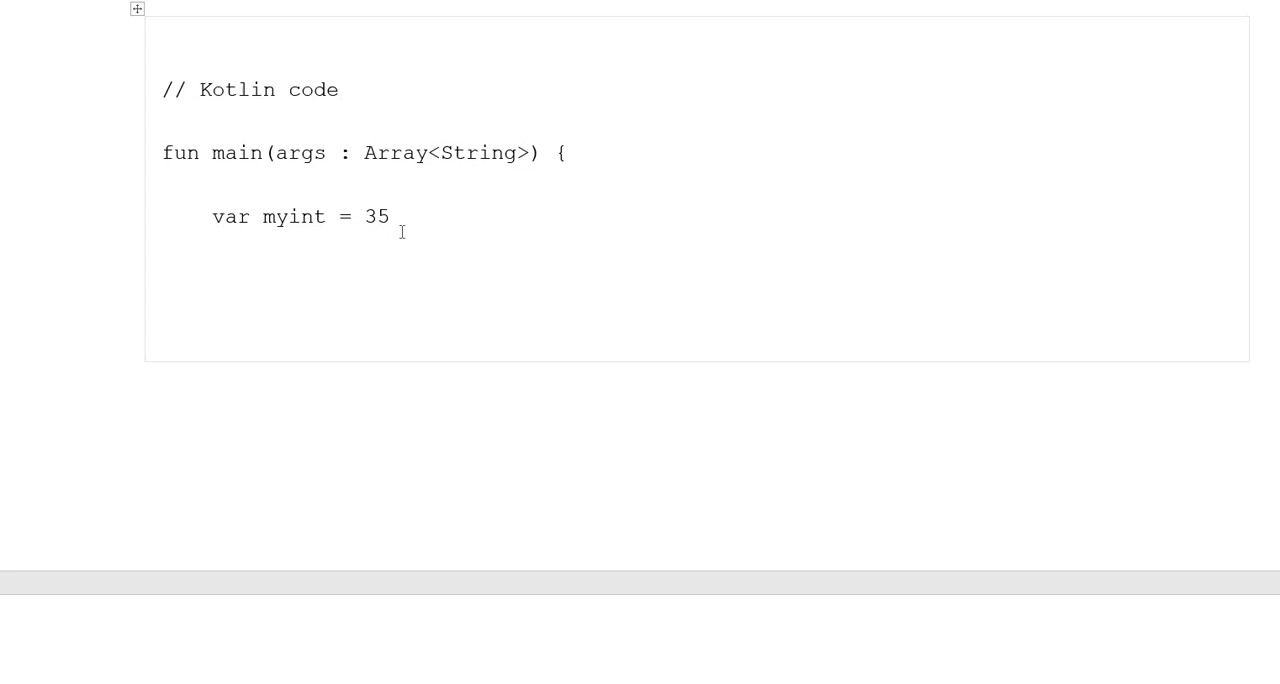 // Kotlin code
fun main(args : Array<String>) {
    var myint = 35